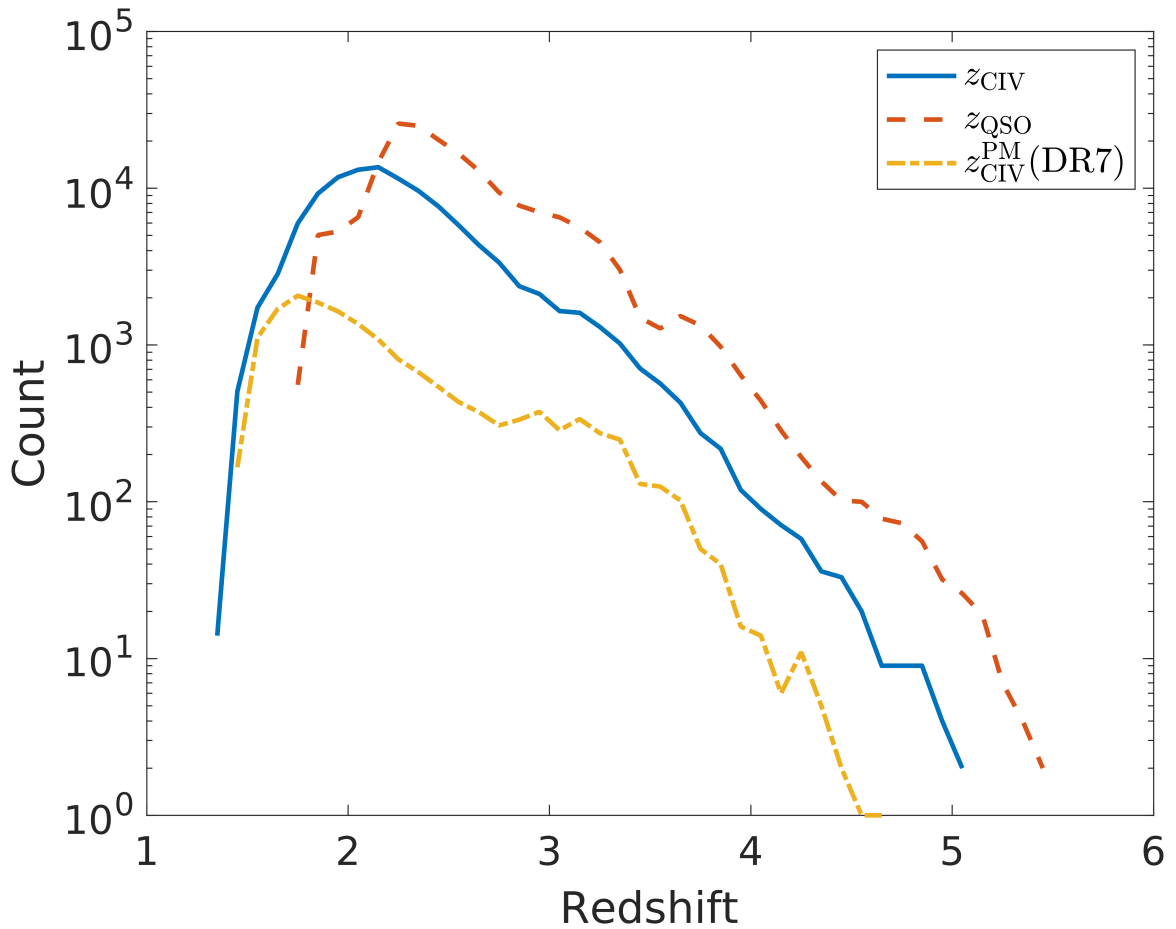 10^5
10^4
10^3
10^2
10^1
10^0
Count
1 2 3 4 5 6
Redshift
z_CIV
z_QSO
z_CIV^PM(DR7)